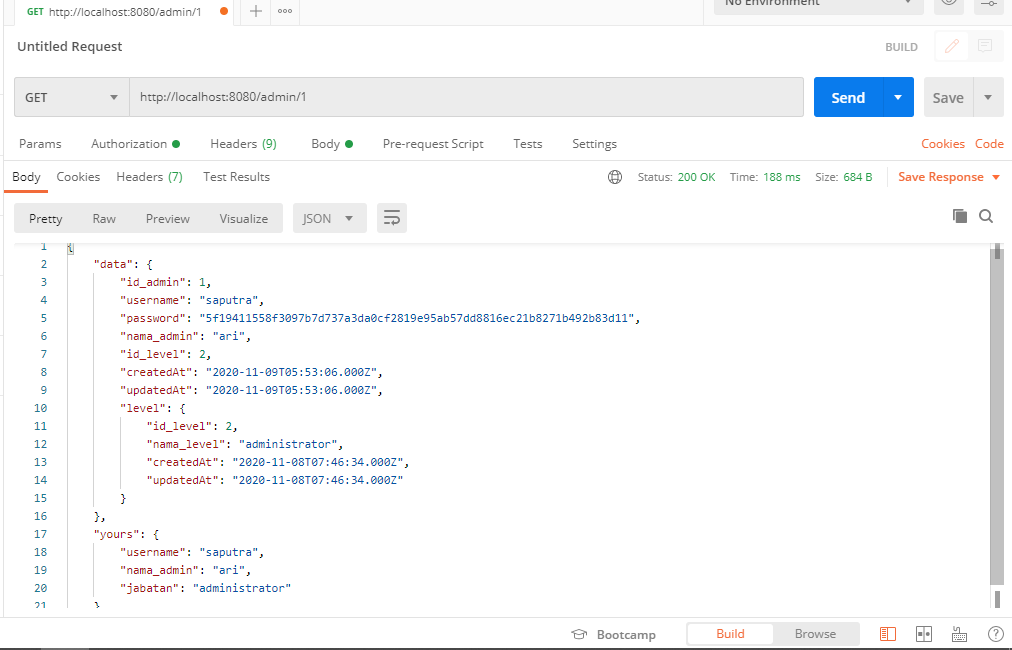 GET http://localhost:8080/admin/1
No Environment
Untitled Request
BUILD
GET http://localhost:8080/admin/1 Send Save
Params Authorization Headers (9) Body Pre-request Script Tests Settings Cookies Code
Body Cookies Headers (7) Test Results Status: 200 OK Time: 188 ms Size: 684 B Save Response
Pretty Raw Preview Visualize JSON
1 {
2 "data": {
3 "id_admin": 1,
4 "username": "saputra",
5 "password": "5f19411558f3097b7d737a3da0cf2819e95ab57dd8816ec21b8271b492b83d11",
6 "nama_admin": "ari",
7 "id_level": 2,
8 "createdAt": "2020-11-09T05:53:06.000Z",
9 "updatedAt": "2020-11-09T05:53:06.000Z",
10 "level": {
11 "id_level": 2,
12 "nama_level": "administrator",
13 "createdAt": "2020-11-08T07:46:34.000Z",
14 "updatedAt": "2020-11-08T07:46:34.000Z"
15 }
16 },
17 "yours": {
18 "username": "saputra",
19 "nama_admin": "ari",
20 "jabatan": "administrator"
21 }
Bootcamp Build Browse